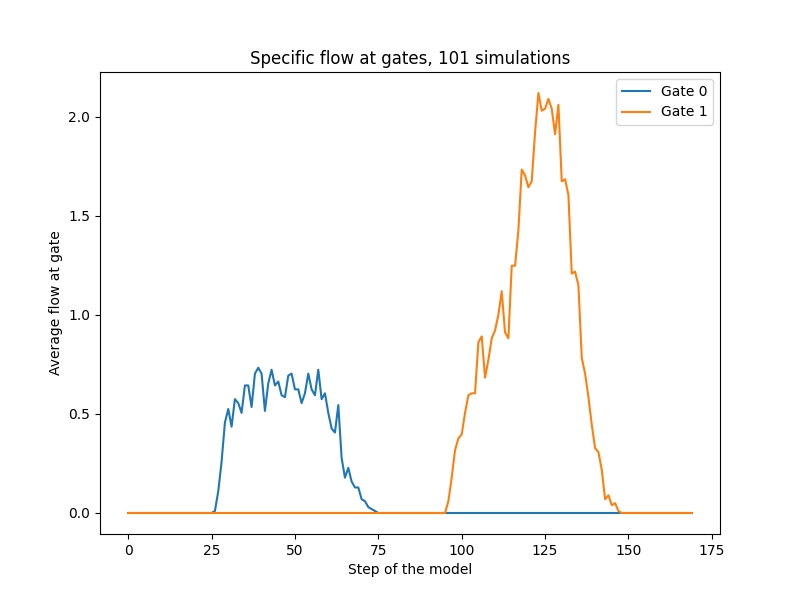 Specific flow at gates, 101 simulations
Gate 0
Gate 1
Average flow at gate
2.0
1.5
1.0
0.5
0.0
0 25 50 75 100 125 150 175
Step of the model